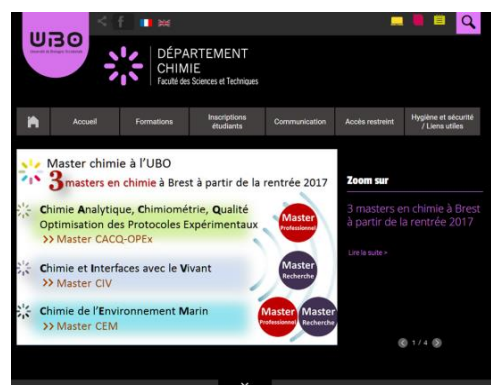 UBO
Université de Bretagne Occidentale
DÉPARTEMENT
CHIMIE
Faculté des Sciences et Techniques
Accueil
Formations
Inscriptions
étudiants
Communication
Accès restreint
Hygiène et sécurité
/ Liens utiles
Master chimie à l'UBO
3 masters en chimie à Brest à partir de la rentrée 2017
Chimie Analytique, Chimiométrie, Qualité
Optimisation des Protocoles Expérimentaux
>> Master CACQ-OPEx
Master
Professionnel
Chimie et Interfaces avec le Vivant
>> Master CIV
Master
Recherche
Chimie de l'Environnement Marin
>> Master CEM
Master
Professionnel
Master
Recherche
Zoom sur
3 masters en chimie à Brest
à partir de la rentrée 2017
Lire la suite >
1 / 4